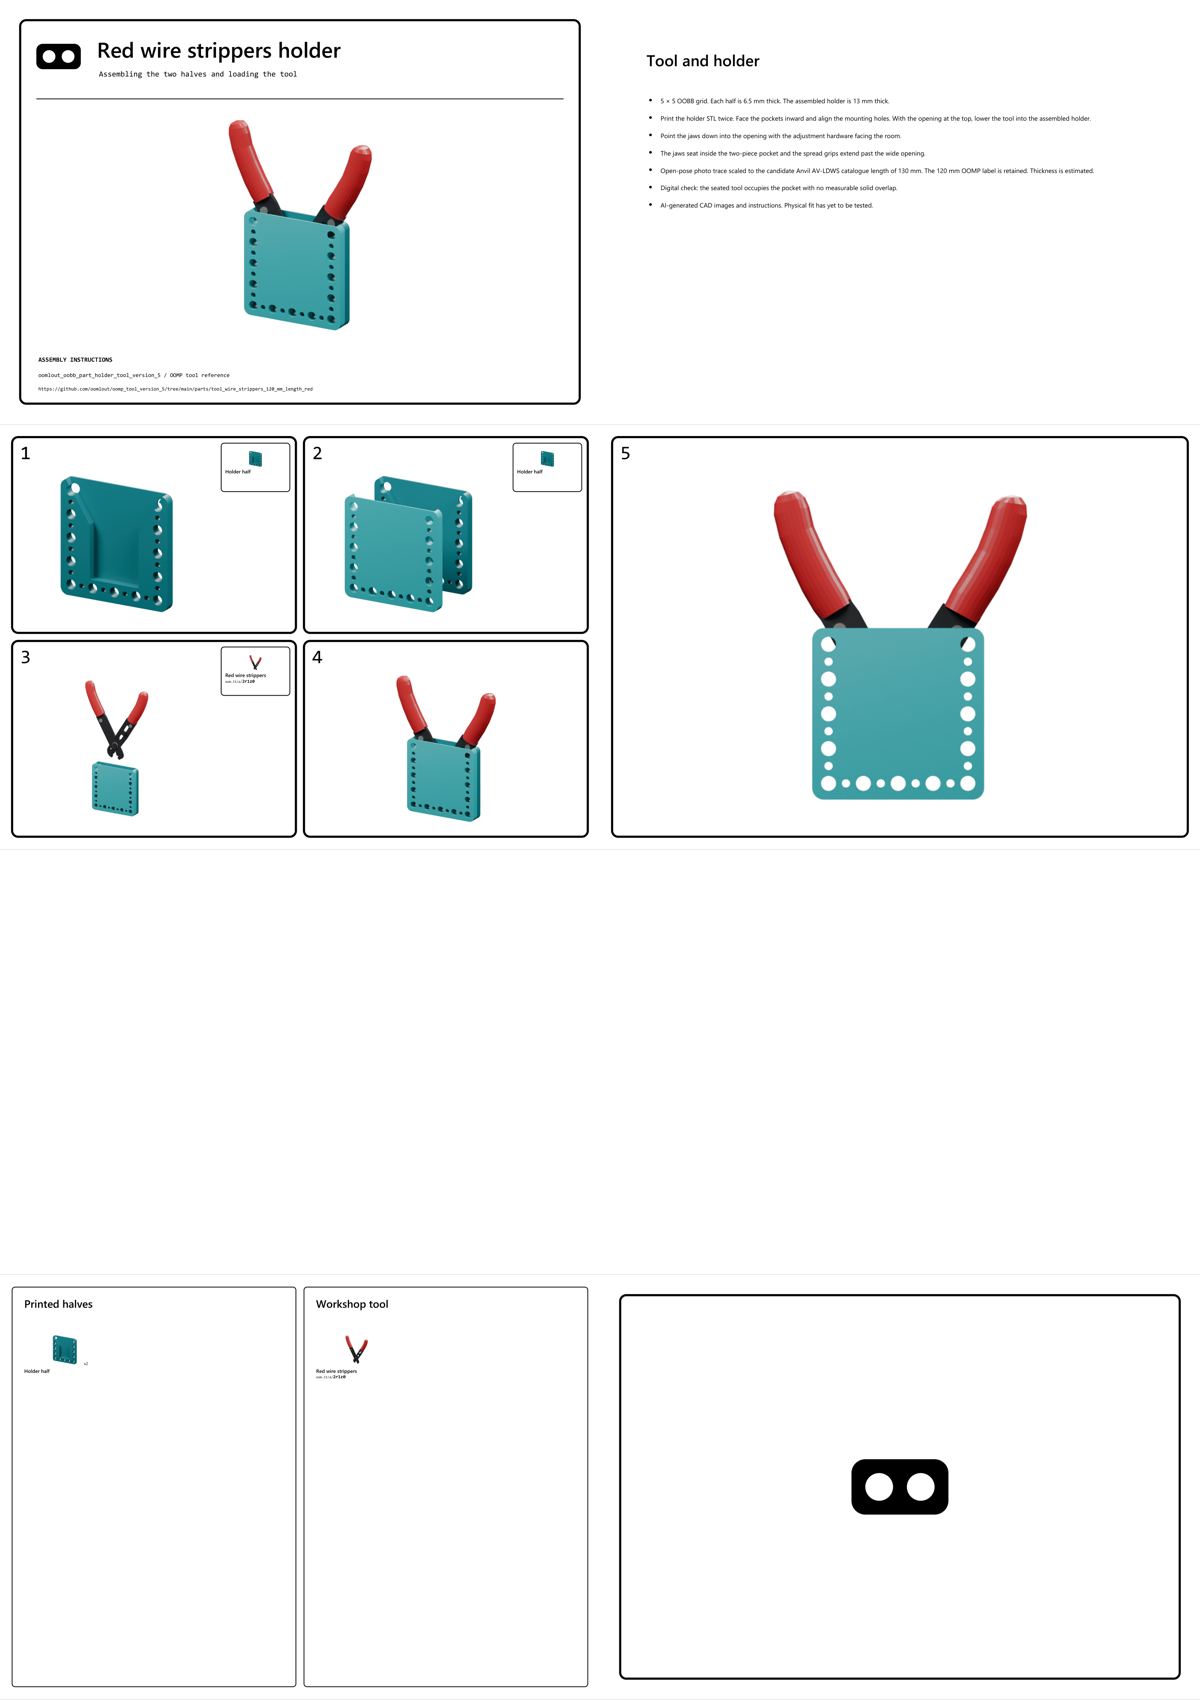 Red wire strippers holder
Assembling the two halves and loading the tool
ASSEMBLY INSTRUCTIONS
oomlout_oobb_part_holder_tool_version_5 / OOMP tool reference
https://github.com/oomlout/oomp_tool_version_5/tree/main/parts/tool_wire_strippers_120_mm_length_red
Tool and holder
• 5 × 5 OOBB grid. Each half is 6.5 mm thick. The assembled holder is 13 mm thick.
• Print the holder STL twice. Face the pockets inward and align the mounting holes. With the opening at the top, lower the tool into the assembled holder.
• Point the jaws down into the opening with the adjustment hardware facing the room.
• The jaws seat inside the two-piece pocket and the spread grips extend past the wide opening.
• Open-pose photo trace scaled to the candidate Anvil AV-LDWS catalogue length of 130 mm. The 120 mm OOMP label is retained. Thickness is estimated.
• Digital check: the seated tool occupies the pocket with no measurable solid overlap.
• AI-generated CAD images and instructions. Physical fit has yet to be tested.
1
Holder half
2
Holder half
3
Red wire strippers
4
5
Printed halves
x2
Holder half
Workshop tool
Red wire strippers